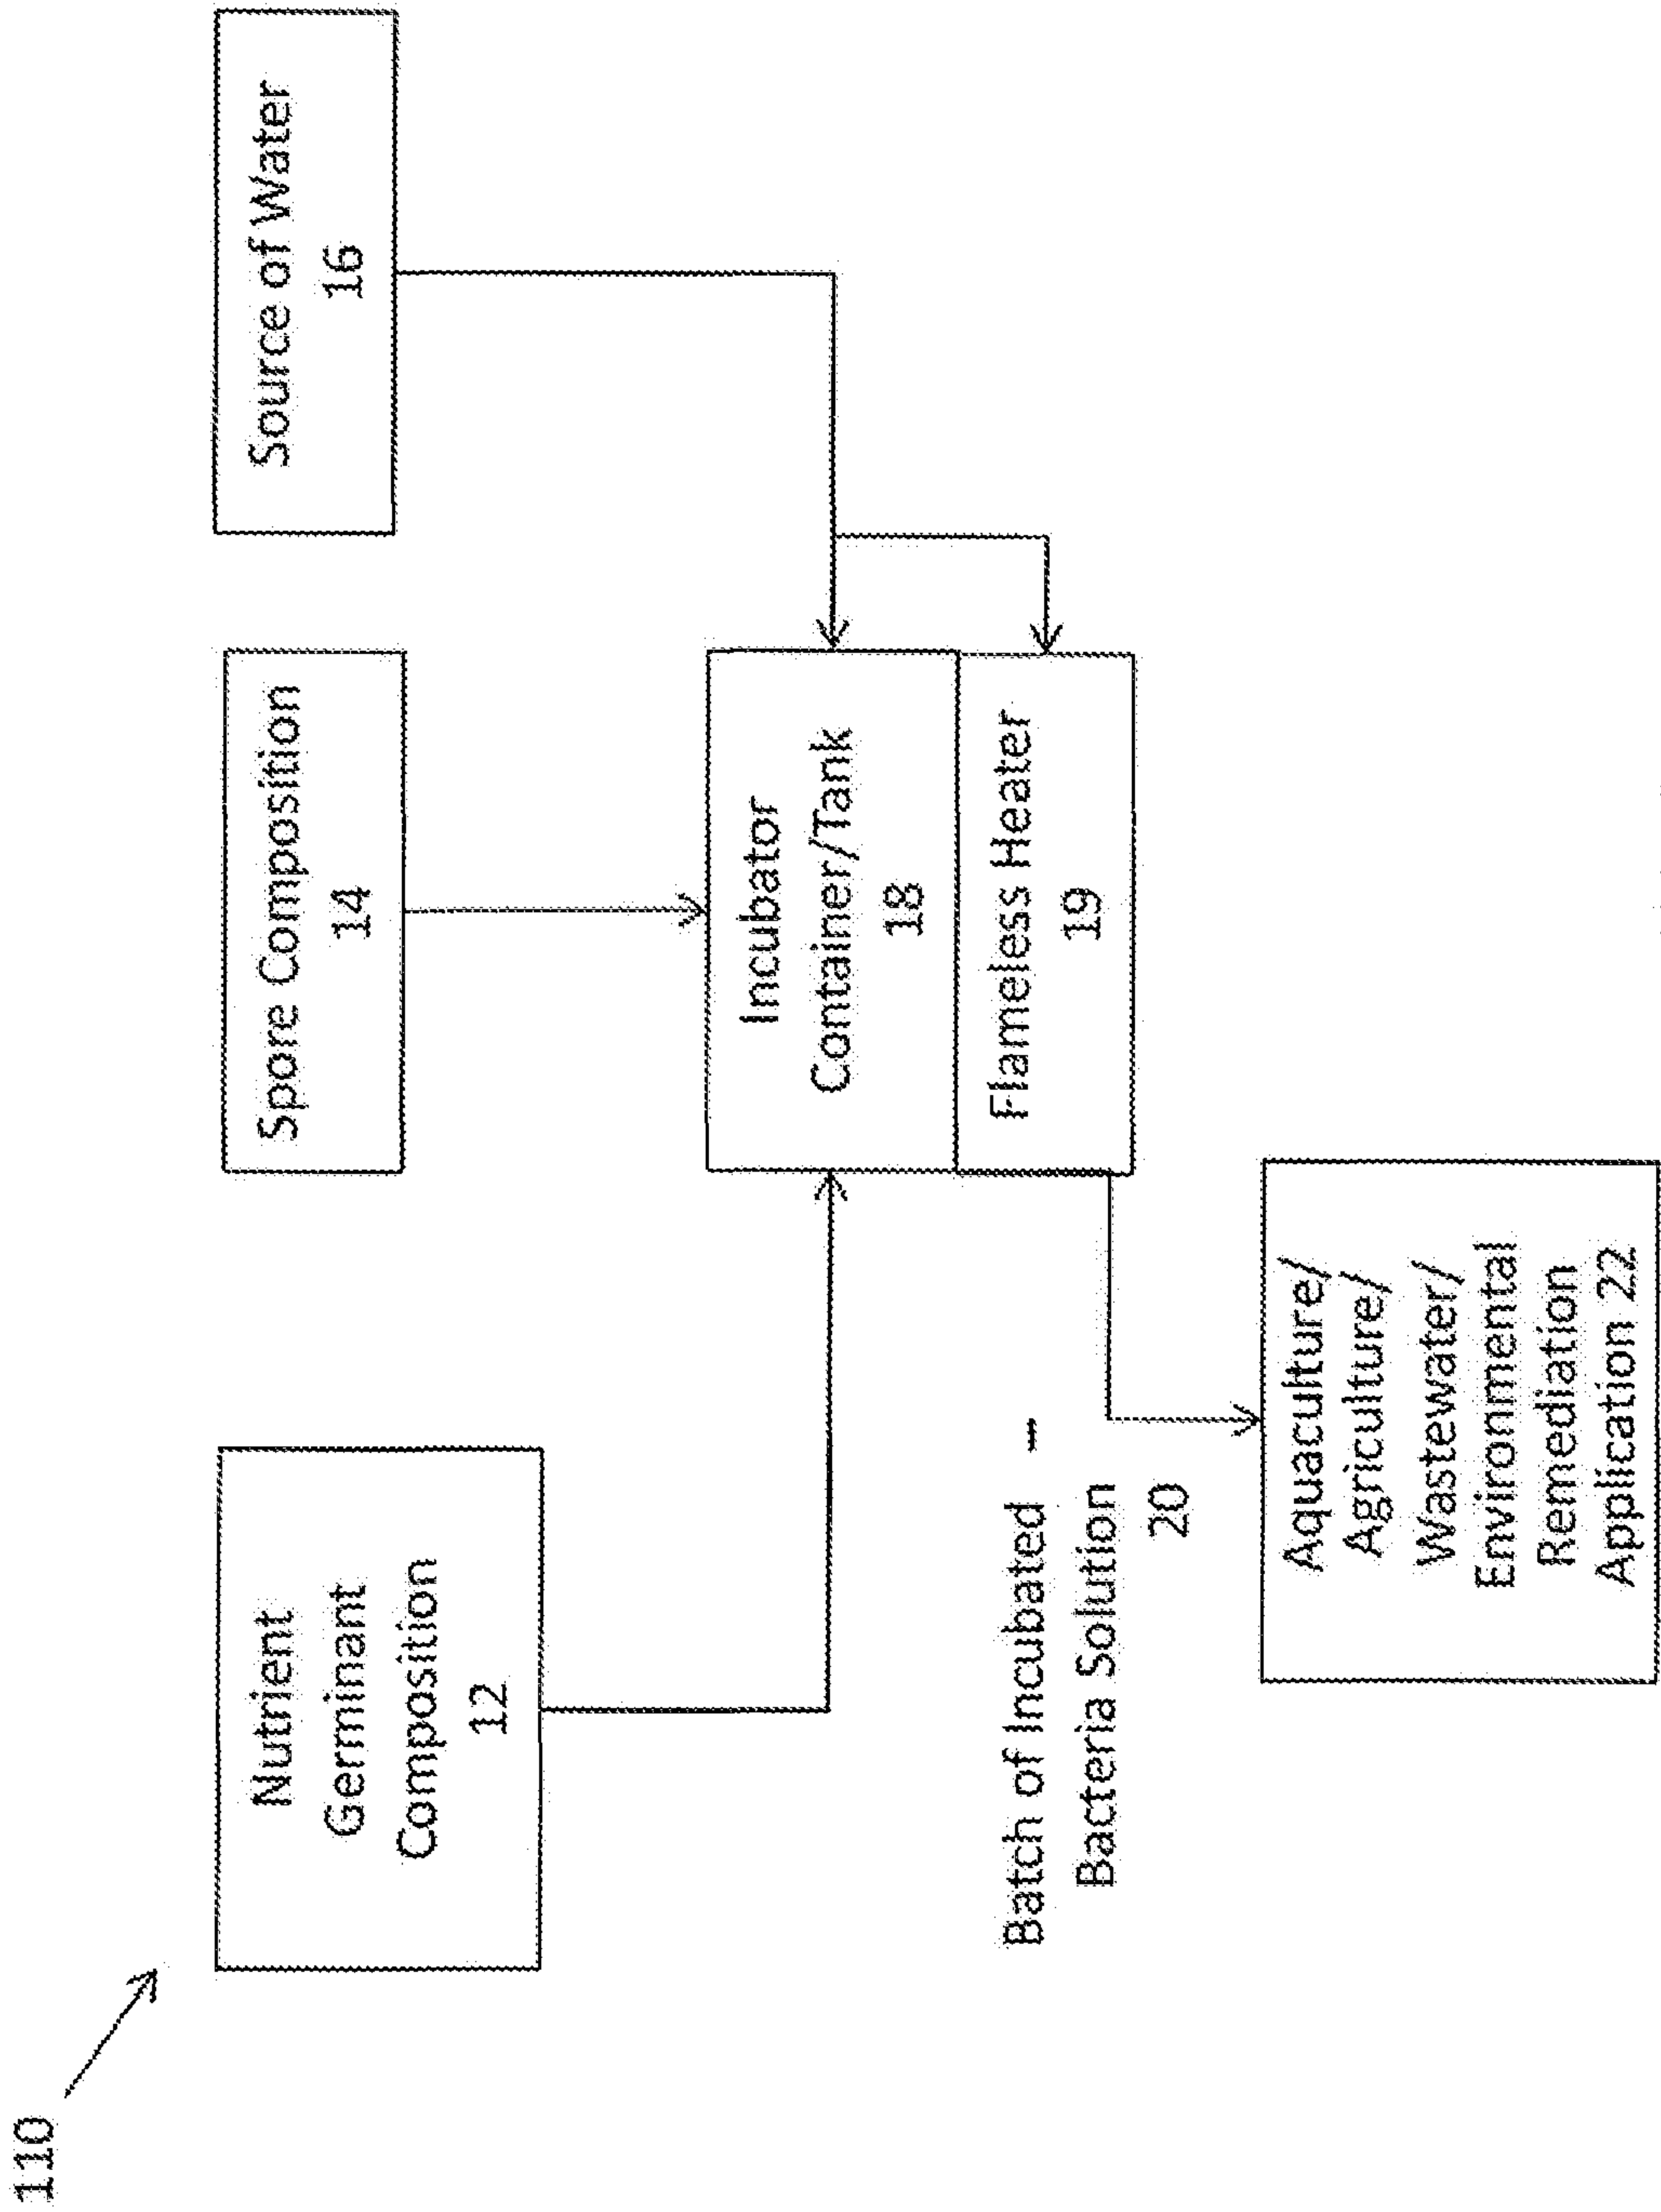 110
Nutrient
Germinant
Composition
12
Spore Composition
14
Source of Water
16
Incubator
Container/Tank
18
Flameless Heater
19
Batch of Incubated –
Bacteria Solution
20
Aquaculture/
Agriculture/
Wastewater/
Environmental
Remediation
Application 22